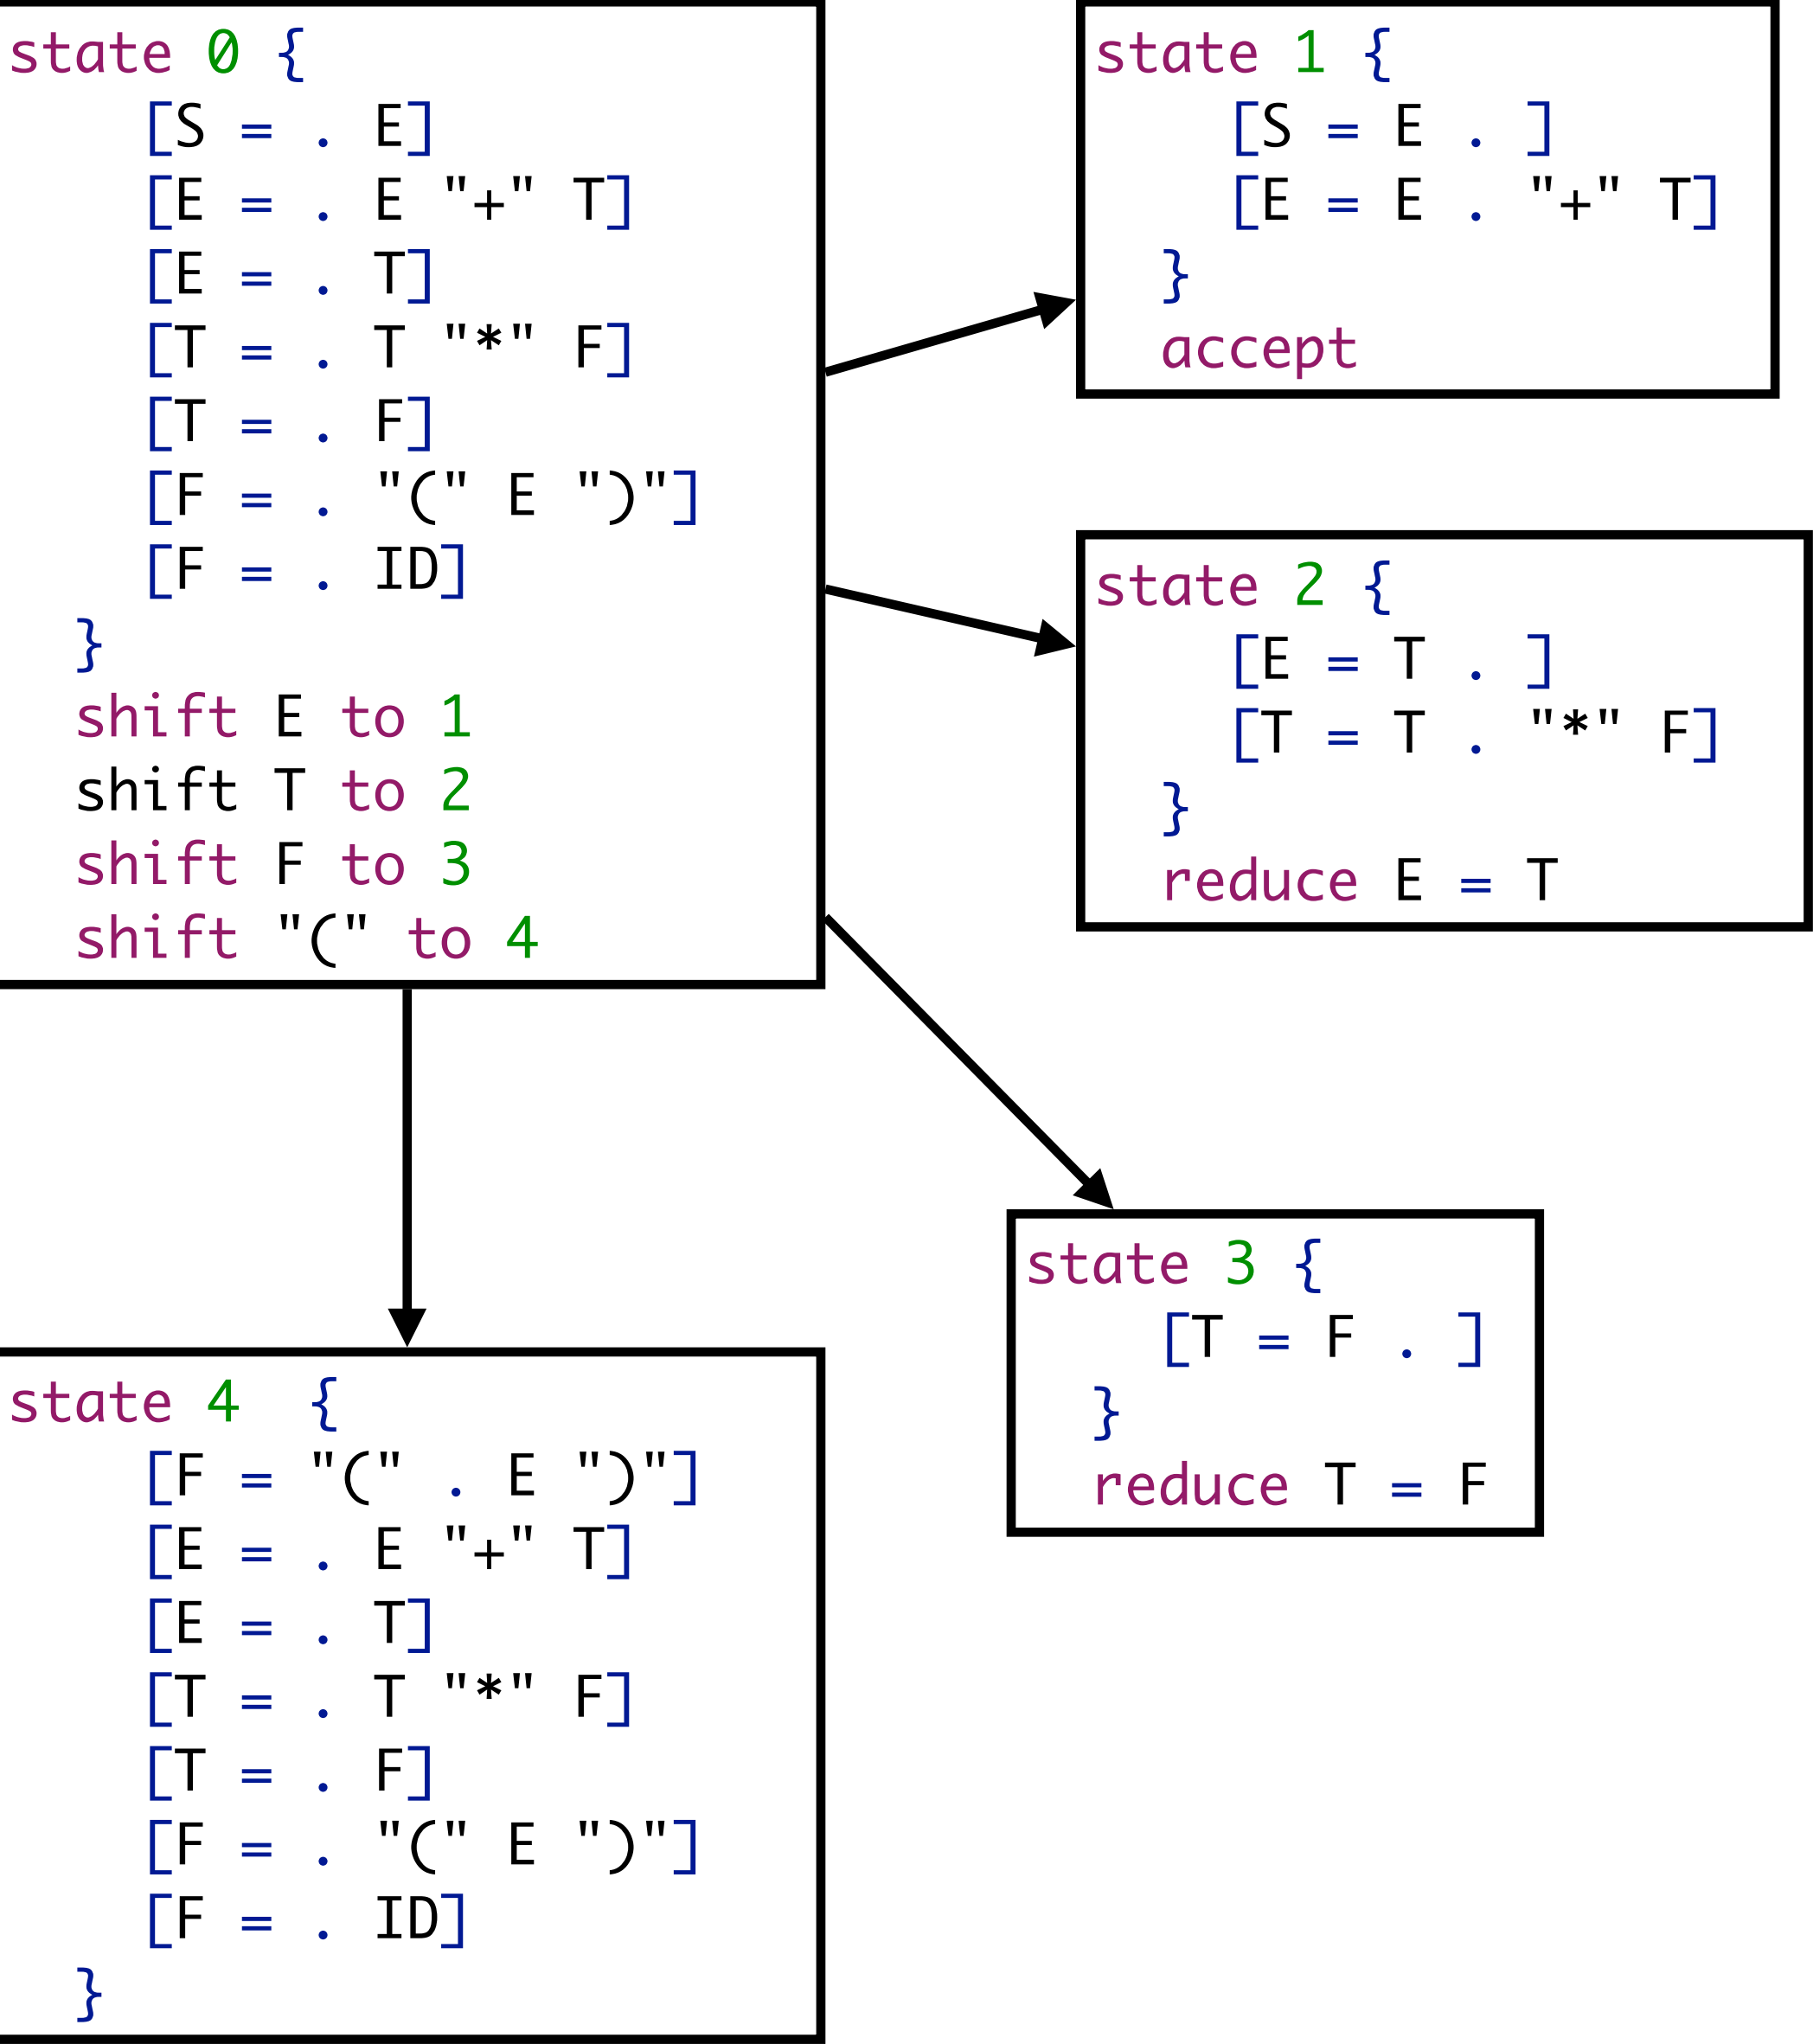 state 0 {
[S = . E]
[E = . E "+" T]
[E = . T]
[T = . T "*" F]
[T = . F]
[F = . "(" E ")"]
[F = . ID]
}
shift E to 1
shift T to 2
shift F to 3
shift "(" to 4
state 1 {
[S = E . ]
[E = E . "+" T]
}
accept
state 2 {
[E = T . ]
[T = T . "*" F]
}
reduce E = T
state 3 {
[T = F . ]
}
reduce T = F
state 4 {
[F = "(" . E ")"]
[E = . E "+" T]
[E = . T]
[T = . T "*" F]
[T = . F]
[F = . "(" E ")"]
[F = . ID]
}